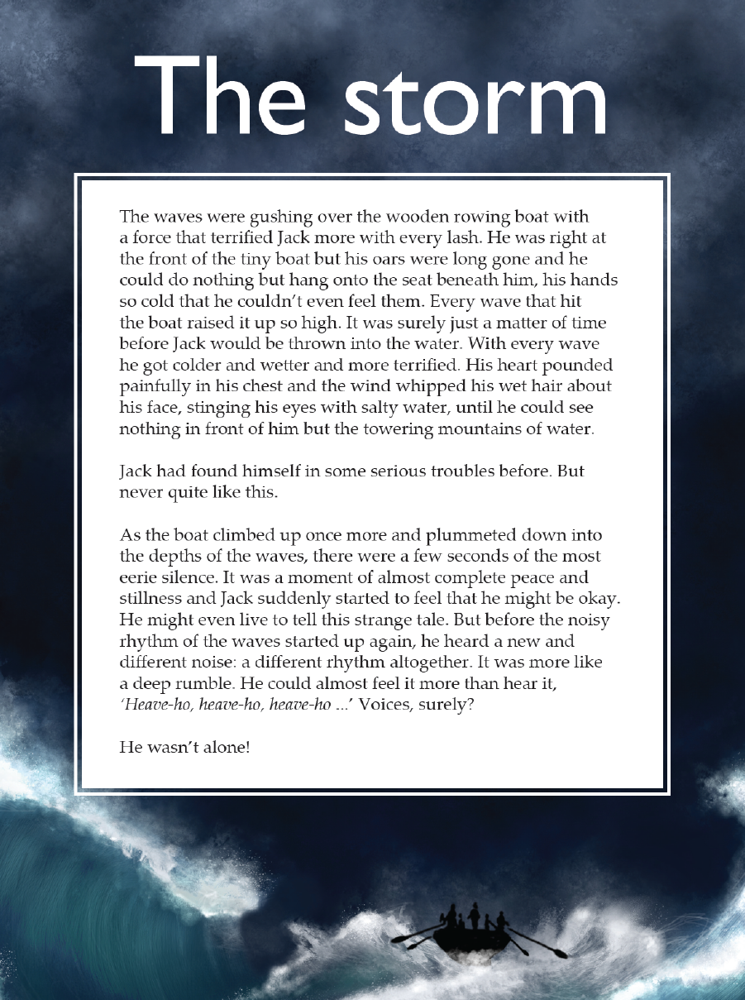 The storm
The waves were gushing over the wooden rowing boat with
a force that terrified Jack more with every lash. He was right at
the front of the tiny boat but his oars were long gone and he
could do nothing but hang onto the seat beneath him, his hands
so cold that he couldn’t even feel them. Every wave that hit
the boat raised it up so high. It was surely just a matter of time
before Jack would be thrown into the water. With every wave
he got colder and wetter and more terrified. His heart pounded
painfully in his chest and the wind whipped his wet hair about
his face, stinging his eyes with salty water, until he could see
nothing in front of him but the towering mountains of water.
Jack had found himself in some serious troubles before. But
never quite like this.
As the boat climbed up once more and plummeted down into
the depths of the waves, there were a few seconds of the most
eerie silence. It was a moment of almost complete peace and
stillness and Jack suddenly started to feel that he might be okay.
He might even live to tell this strange tale. But before the noisy
rhythm of the waves started up again, he heard a new and
different noise: a different rhythm altogether. It was more like
a deep rumble. He could almost feel it more than hear it,
‘Heave-ho, heave-ho, heave-ho ...’ Voices, surely?
He wasn’t alone!